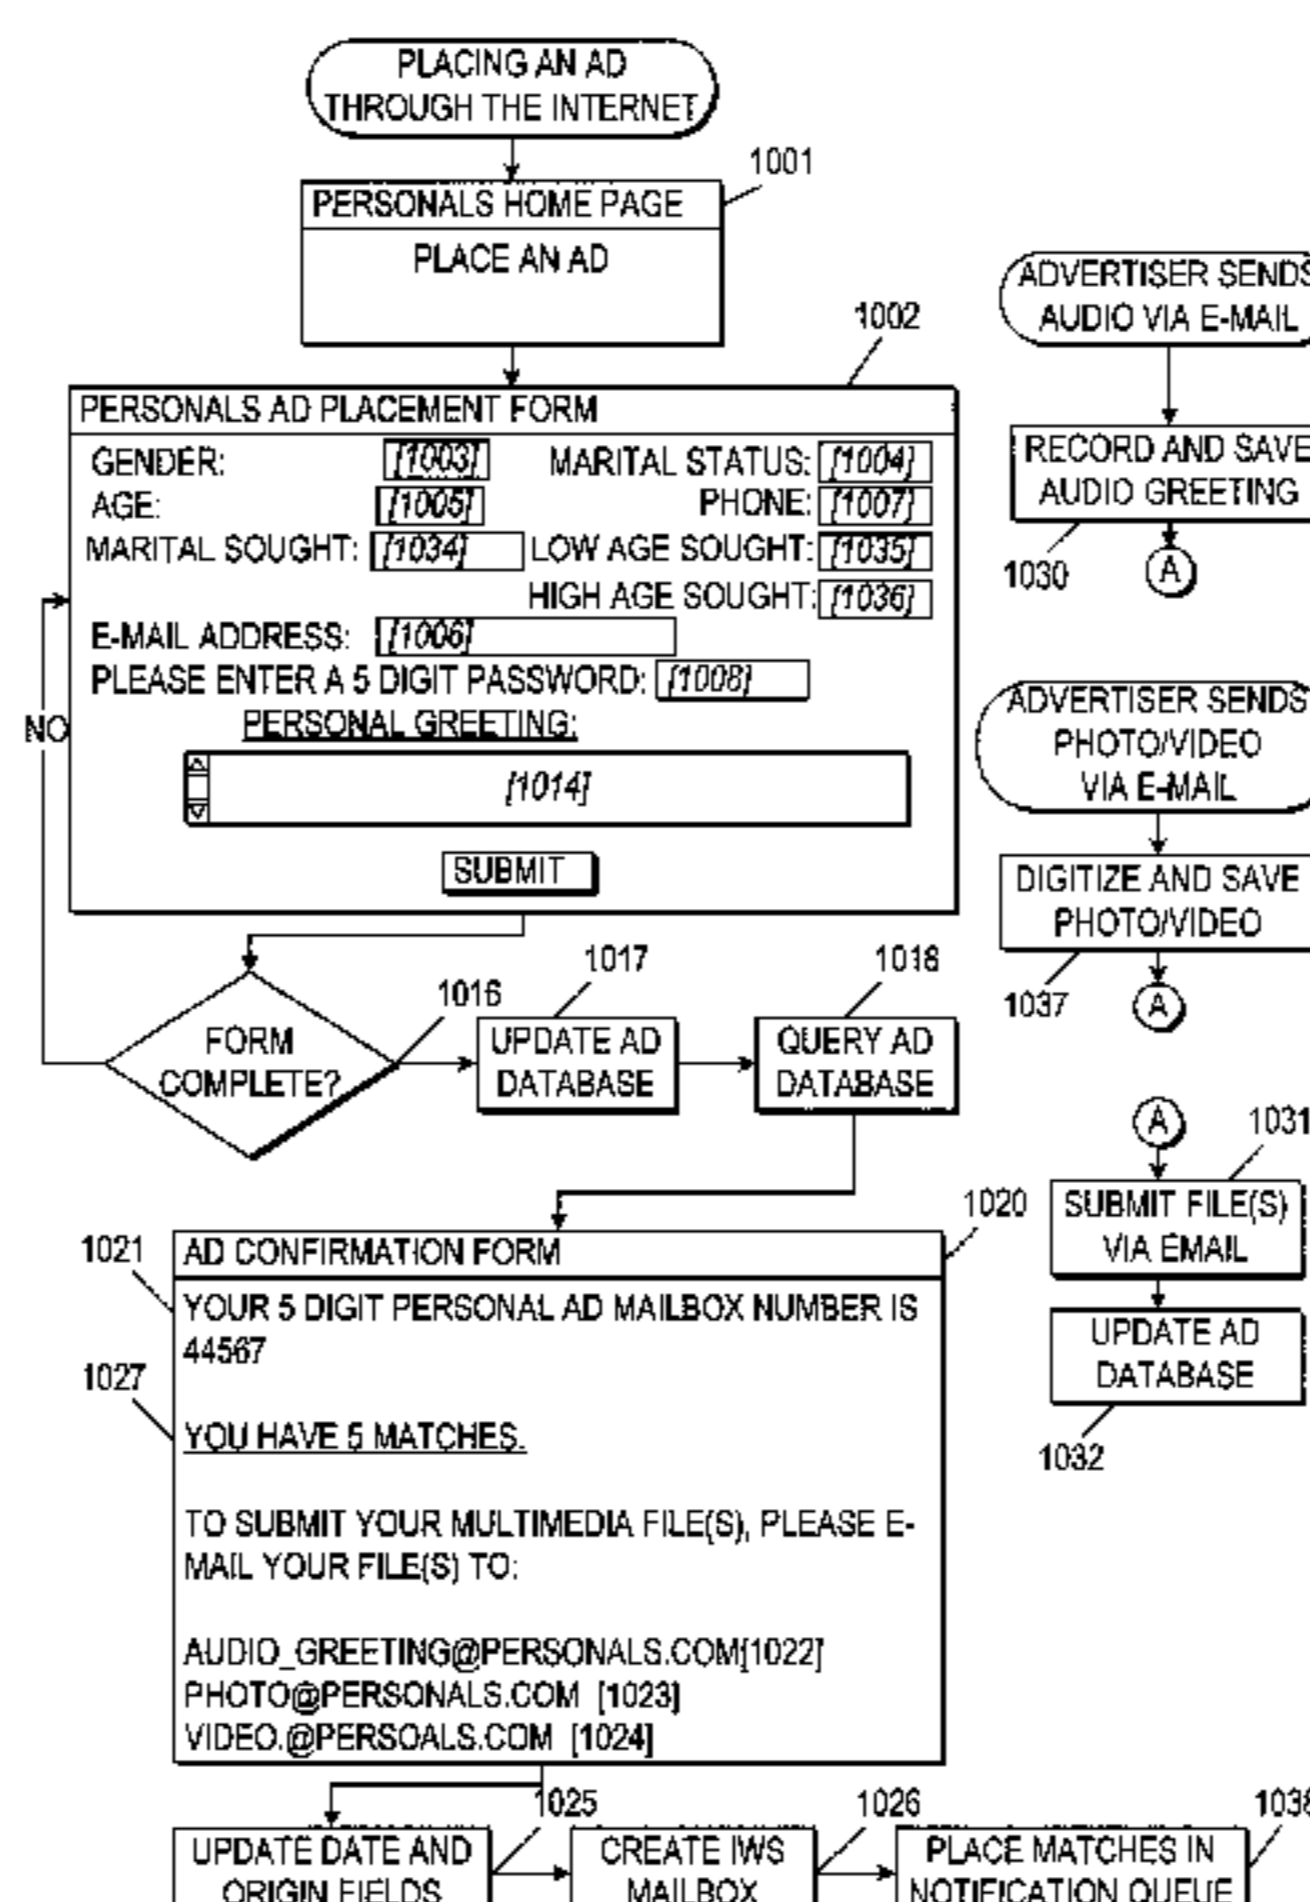 PLACING AN AD
THROUGH THE INTERNET
1001
PERSONALS HOME PAGE
PLACE AN AD
1002
PERSONALS AD PLACEMENT FORM
GENDER: [1003] MARITAL STATUS: [1004]
AGE: [1005] PHONE: [1007]
MARITAL SOUGHT: [1034] LOW AGE SOUGHT: [1035]
HIGH AGE SOUGHT: [1036]
E-MAIL ADDRESS: [1006]
PLEASE ENTER A 5 DIGIT PASSWORD: [1008]
PERSONAL GREETING:
[1014]
SUBMIT
NO
FORM
COMPLETE?
1016
1017
UPDATE AD
DATABASE
1018
QUERY AD
DATABASE
1020
1021
AD CONFIRMATION FORM
YOUR 5 DIGIT PERSONAL AD MAILBOX NUMBER IS
44567
1027
YOU HAVE 5 MATCHES.
TO SUBMIT YOUR MULTIMEDIA FILE(S), PLEASE E-
MAIL YOUR FILE(S) TO:
AUDIO_GREETING@PERSONALS.COM[1022]
PHOTO@PERSONALS.COM [1023]
VIDEO.@PERSOALS.COM [1024]
1025
UPDATE DATE AND
ORIGIN FIELDS
1026
CREATE IWS
MAILBOX
1038
PLACE MATCHES IN
NOTIFICATION QUEUE
ADVERTISER SENDS
AUDIO VIA E-MAIL
RECORD AND SAVE
AUDIO GREETING
1030
A
ADVERTISER SENDS
PHOTO/VIDEO
VIA E-MAIL
DIGITIZE AND SAVE
PHOTO/VIDEO
1037
A
A
1031
SUBMIT FILE(S)
VIA EMAIL
UPDATE AD
DATABASE
1032